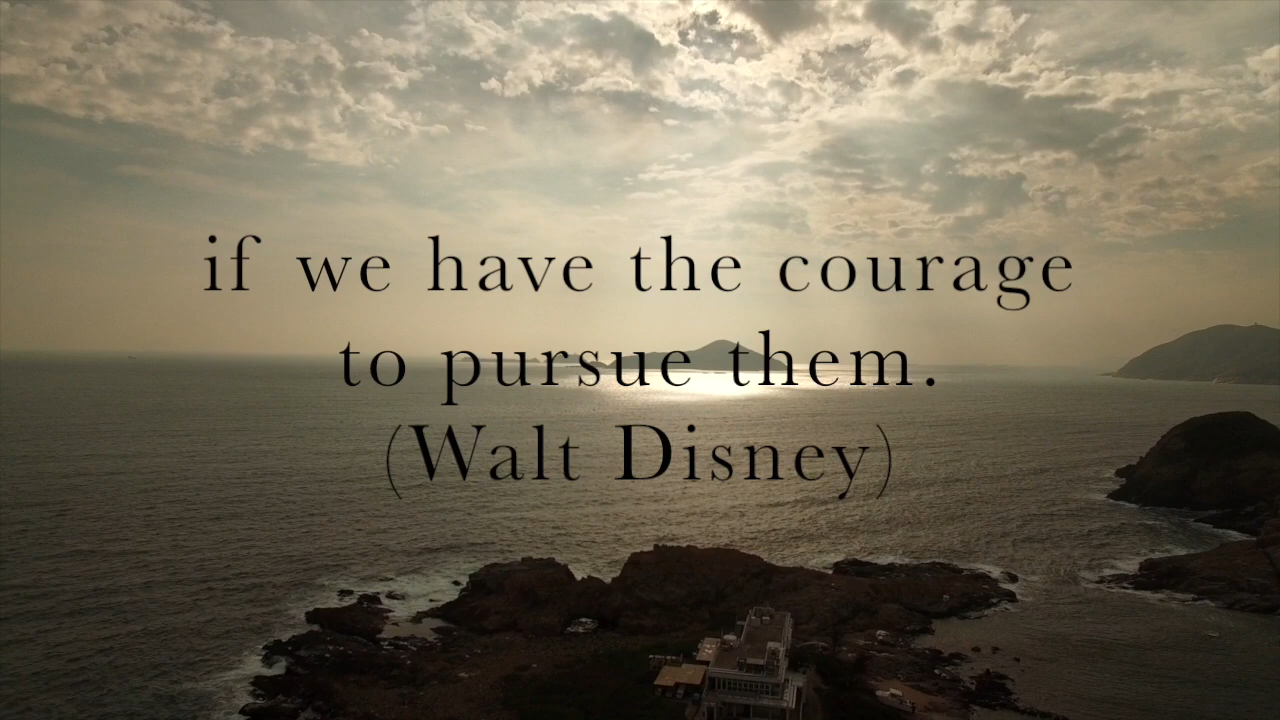 if we have the courage
to pursue them.
(Walt Disney)